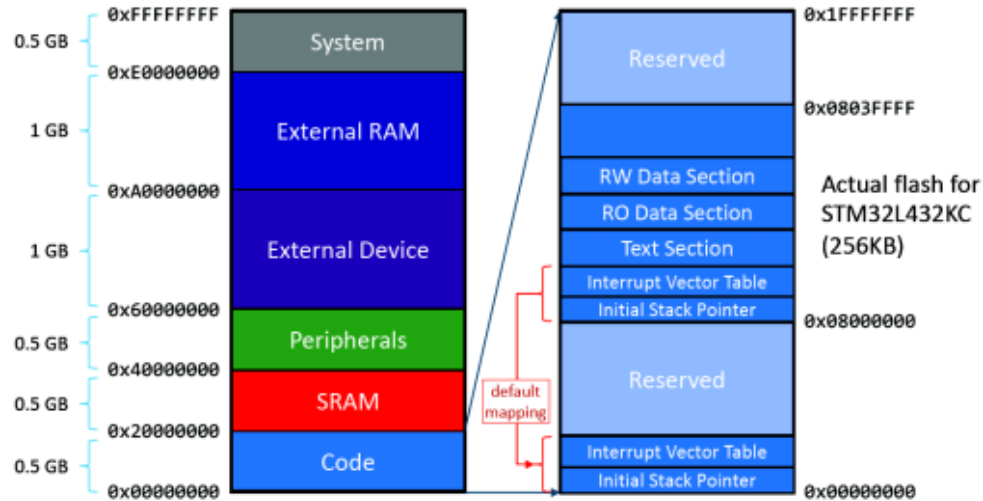 0xFFFFFFFF
0.5 GB
System
0xE0000000
1 GB
External RAM
0xA0000000
1 GB
External Device
0x60000000
0.5 GB
Peripherals
0x40000000
0.5 GB
SRAM
0x20000000
0.5 GB
Code
0x00000000
0x1FFFFFFF
Reserved
0x0803FFFF
RW Data Section
RO Data Section
Text Section
Interrupt Vector Table
Initial Stack Pointer
0x08000000
Actual flash for
STM32L432KC
(256KB)
Reserved
default
mapping
Interrupt Vector Table
Initial Stack Pointer
0x00000000